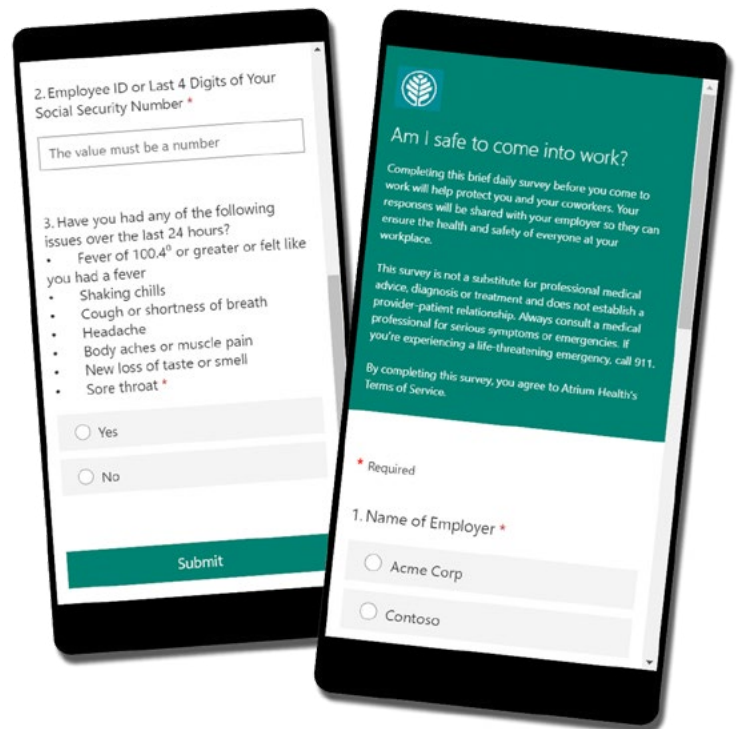 2. Employee ID or Last 4 Digits of Your
Social Security Number *
The value must be a number
3. Have you had any of the following
issues over the last 24 hours?
• Fever of 100.4⁰ or greater or felt like
you had a fever
• Shaking chills
• Cough or shortness of breath
• Headache
• Body aches or muscle pain
• New loss of taste or smell
• Sore throat *
Yes
No
Submit
Am I safe to come into work?
Completing this brief daily survey before you come to
work will help protect you and your coworkers. Your
responses will be shared with your employer so they can
ensure the health and safety of everyone at your
workplace.
This survey is not a substitute for professional medical
advice, diagnosis or treatment and does not establish a
provider-patient relationship. Always consult a medical
professional for serious symptoms or emergencies. If
you're experiencing a life-threatening emergency, call 911.
By completing this survey, you agree to Atrium Health's
Terms of Service.
* Required
1. Name of Employer *
Acme Corp
Contoso